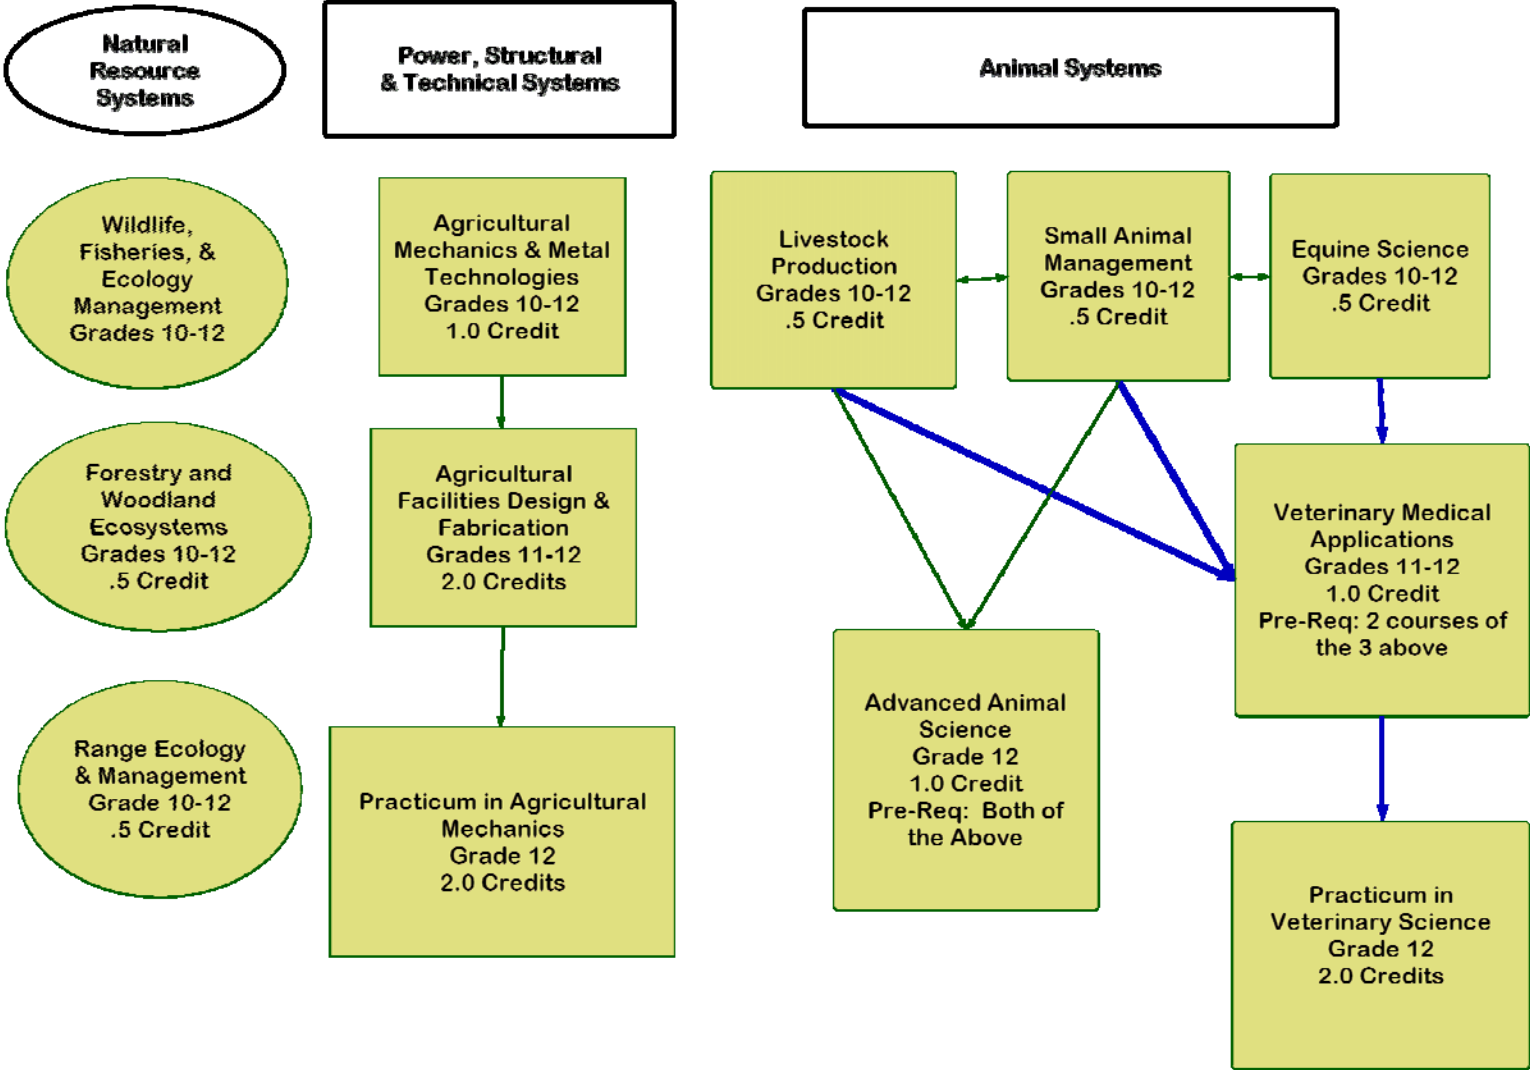 Natural
Resource
Systems
Power, Structural
& Technical Systems
Animal Systems
Wildlife,
Fisheries, &
Ecology
Management
Grades 10-12
Agricultural
Mechanics & Metal
Technologies
Grades 10-12
1.0 Credit
Livestock
Production
Grades 10-12
.5 Credit
Small Animal
Management
Grades 10-12
.5 Credit
Equine Science
Grades 10-12
.5 Credit
Forestry and
Woodland
Ecosystems
Grades 10-12
.5 Credit
Agricultural
Facilities Design &
Fabrication
Grades 11-12
2.0 Credits
Veterinary Medical
Applications
Grades 11-12
1.0 Credit
Pre-Req: 2 courses of
the 3 above
Range Ecology
& Management
Grade 10-12
.5 Credit
Practicum in Agricultural
Mechanics
Grade 12
2.0 Credits
Advanced Animal
Science
Grade 12
1.0 Credit
Pre-Req: Both of
the Above
Practicum in
Veterinary Science
Grade 12
2.0 Credits